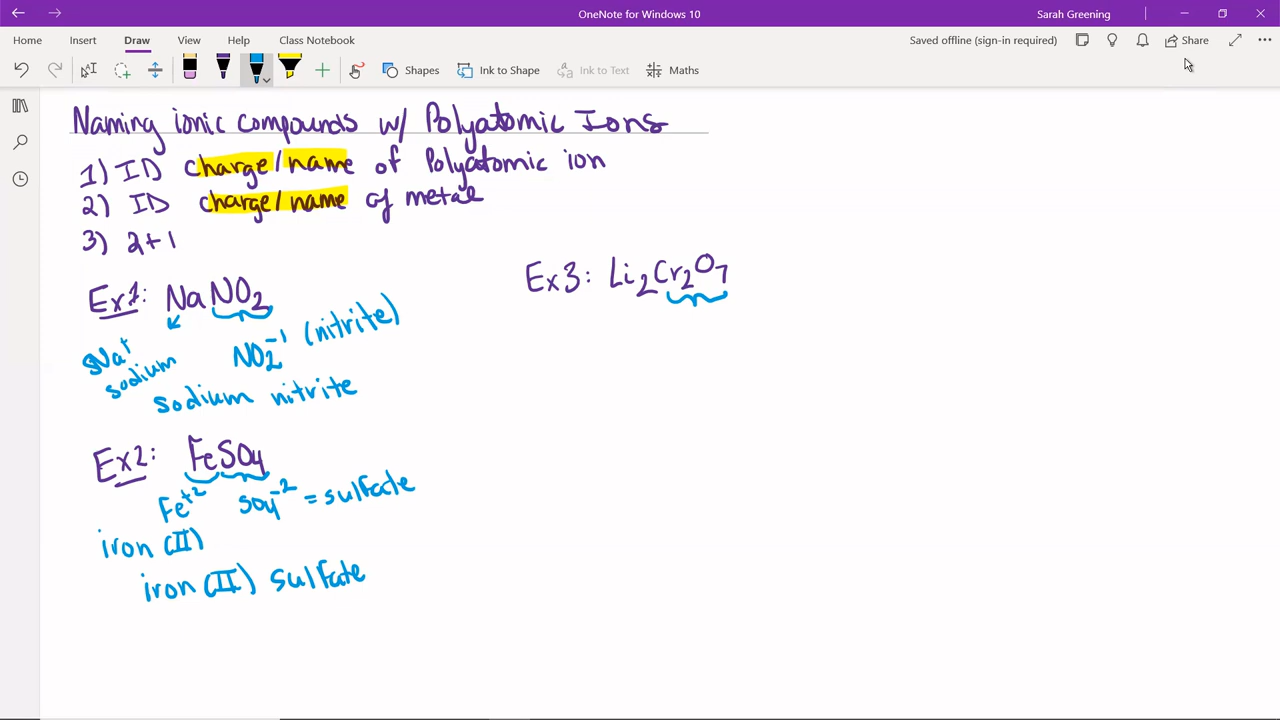 OneNote for Windows 10
Sarah Greening
Home Insert Draw View Help Class Notebook
Saved offline (sign-in required) Share
Shapes Ink to Shape Ink to Text Maths
Naming ionic compounds w/ Polyatomic Ions
1) ID charge/name of Polyatomic ion
2) ID charge/name of metal
3) 2+1
Ex1: NaNO₂
sNa⁺
sodium
NO₂⁻¹ (nitrite)
sodium nitrite
Ex2: FeSO₄
Fe⁺² SO₄⁻² = sulfate
iron (II)
iron (II) sulfate
Ex3: Li₂Cr₂O₇